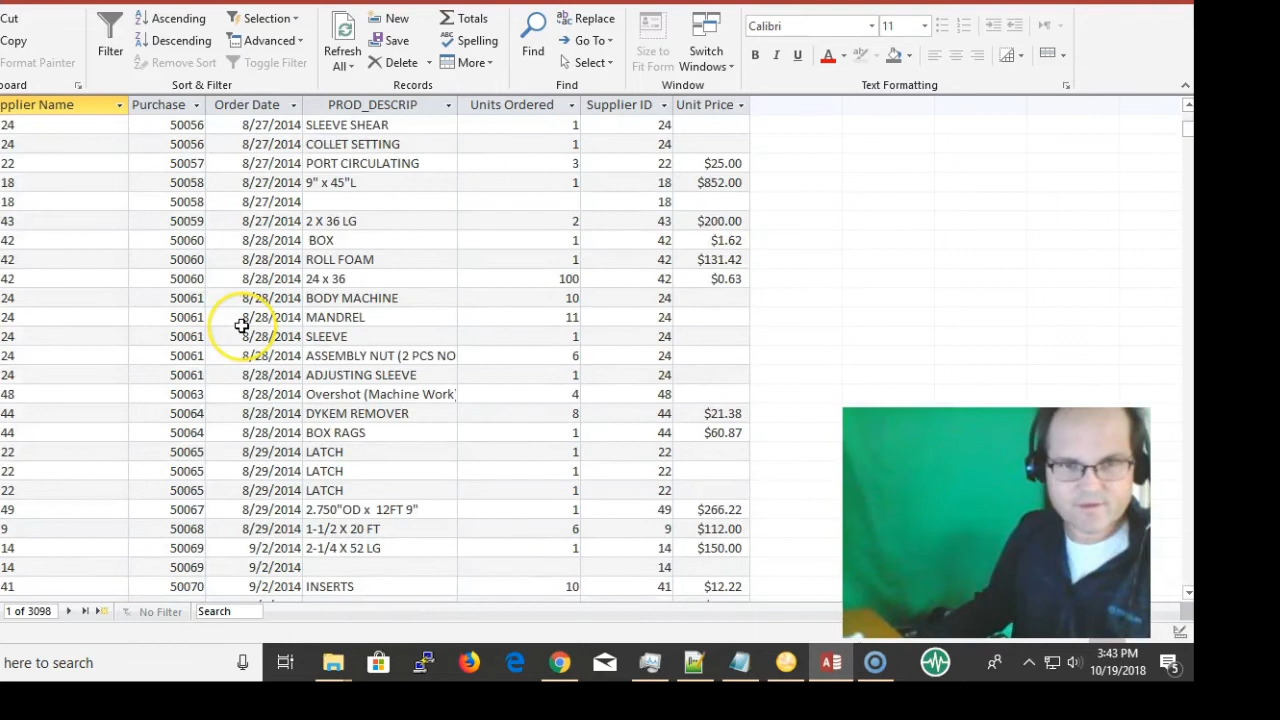 Cut Ascending Selection New Totals Replace Calibri 11
Copy Filter Descending Advanced Refresh All Save Spelling Find Go To Size to Fit Form Switch Windows B I U A
Format Painter Remove Sort Toggle Filter Delete More Select
board Sort & Filter Records Find Window Text Formatting
pplier Name Purchase Order Date PROD_DESCRIP Units Ordered Supplier ID Unit Price
24 50056 8/27/2014 SLEEVE SHEAR 1 24
24 50056 8/27/2014 COLLET SETTING 1 24
22 50057 8/27/2014 PORT CIRCULATING 3 22 $25.00
18 50058 8/27/2014 9" x 45"L 1 18 $852.00
18 50058 8/27/2014 18
43 50059 8/27/2014 2 X 36 LG 2 43 $200.00
42 50060 8/28/2014 BOX 1 42 $1.62
42 50060 8/28/2014 ROLL FOAM 1 42 $131.42
42 50060 8/28/2014 24 x 36 100 42 $0.63
24 50061 8/28/2014 BODY MACHINE 10 24
24 50061 8/28/2014 MANDREL 11 24
24 50061 8/28/2014 SLEEVE 1 24
24 50061 8/28/2014 ASSEMBLY NUT (2 PCS NO 6 24
24 50061 8/28/2014 ADJUSTING SLEEVE 1 24
48 50063 8/28/2014 Overshot (Machine Work) 4 48
44 50064 8/28/2014 DYKEM REMOVER 8 44 $21.38
44 50064 8/28/2014 BOX RAGS 1 44 $60.87
22 50065 8/29/2014 LATCH 1 22
22 50065 8/29/2014 LATCH 1 22
22 50065 8/29/2014 LATCH 1 22
49 50067 8/29/2014 2.750"OD x 12FT 9" 1 49 $266.22
9 50068 8/29/2014 1-1/2 X 20 FT 6 9 $112.00
14 50069 9/2/2014 2-1/4 X 52 LG 1 14 $150.00
14 50069 9/2/2014 14
41 50070 9/2/2014 INSERTS 10 41 $12.22
1 of 3098 No Filter Search
here to search 3:43 PM
10/19/2018 5